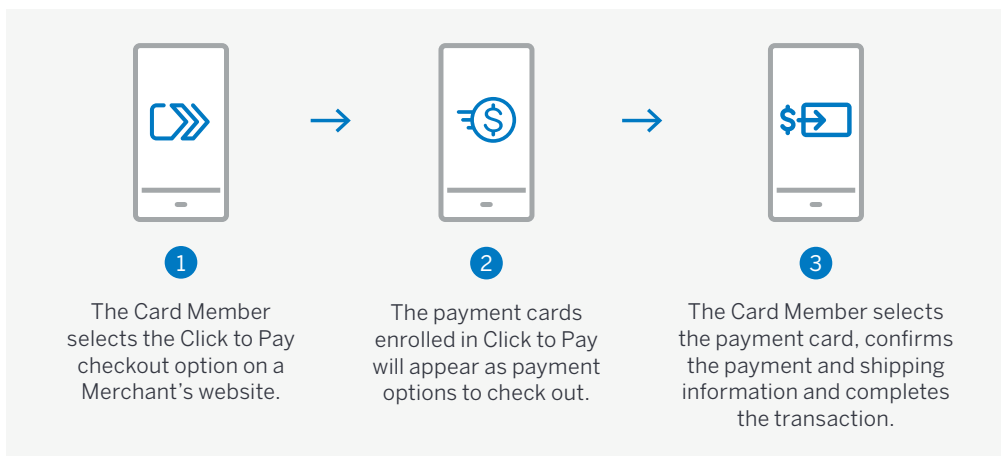 1
The Card Member
selects the Click to Pay
checkout option on a
Merchant's website.
2
The payment cards
enrolled in Click to Pay
will appear as payment
options to check out.
3
The Card Member selects
the payment card, confirms
the payment and shipping
information and completes
the transaction.